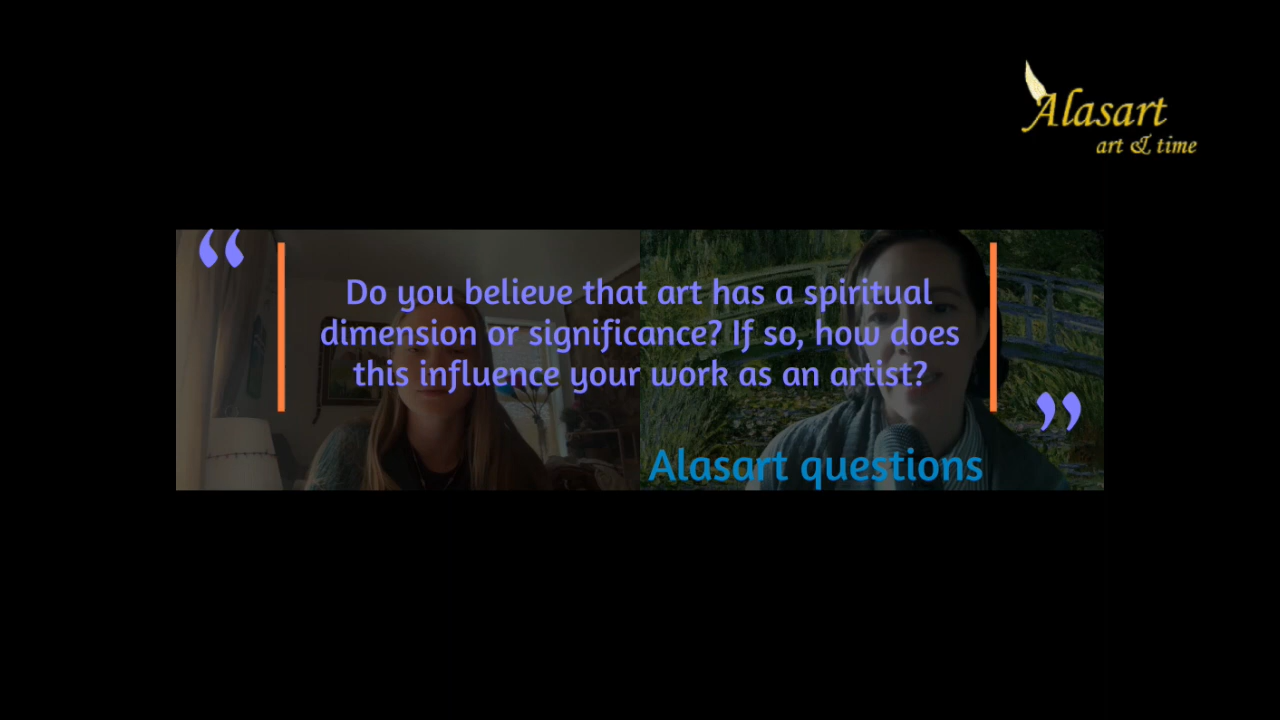 Alasart
art & time
“
Do you believe that art has a spiritual
dimension or significance? If so, how does
this influence your work as an artist?
”
Alasart questions